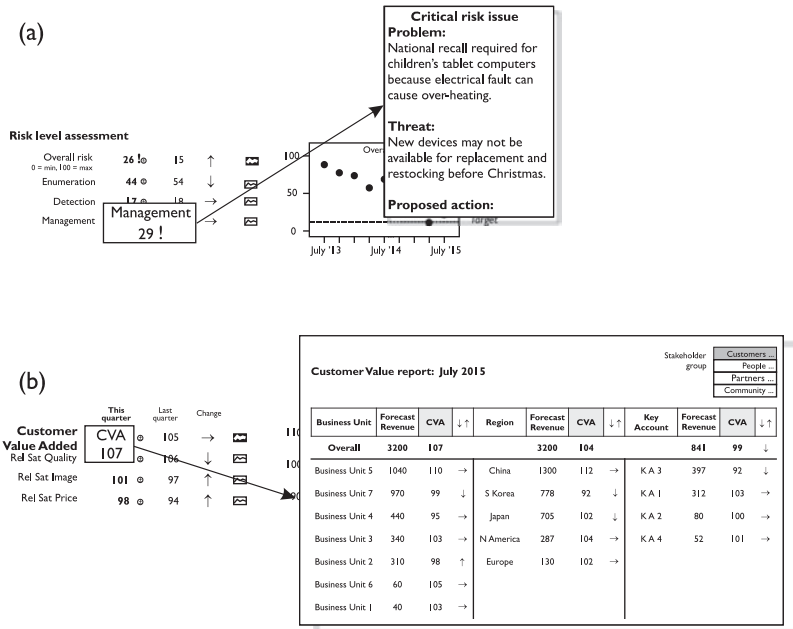 (a)
Critical risk issue
Problem:
National recall required for
children's tablet computers
because electrical fault can
cause over-heating.
Threat:
New devices may not be
available for replacement and
restocking before Christmas.
Proposed action:
Risk level assessment
Overall risk 26 ! 15 ↑
0 = min, 100 = max
Enumeration 44 54 ↓
Detection 17 18 →
Management →
Management
29 !
Over
100
50
0
Target
July '13 July '14 July '15
(b)
This quarter Last quarter Change
Customer Value Added 105 →
CVA
107
Rel Sat Quality 106 ↓
Rel Sat Image 101 97 ↑
Rel Sat Price 98 94 ↑
Customer Value report: July 2015
Stakeholder group
Customers ...
People ...
Partners ...
Community ...
Business Unit Forecast Revenue CVA ↓↑ Region Forecast Revenue CVA ↓↑ Key Account Forecast Revenue CVA ↓↑
Overall 3200 107 3200 104 841 99 ↓
Business Unit 5 1040 110 → China 1300 112 → K A 3 397 92 ↓
Business Unit 7 970 99 ↓ S Korea 778 92 ↓ K A 1 312 103 →
Business Unit 4 440 95 → Japan 705 102 ↓ K A 2 80 100 →
Business Unit 3 340 103 → N America 287 104 → K A 4 52 101 →
Business Unit 2 310 98 ↑ Europe 130 102 →
Business Unit 6 60 105 →
Business Unit 1 40 103 →